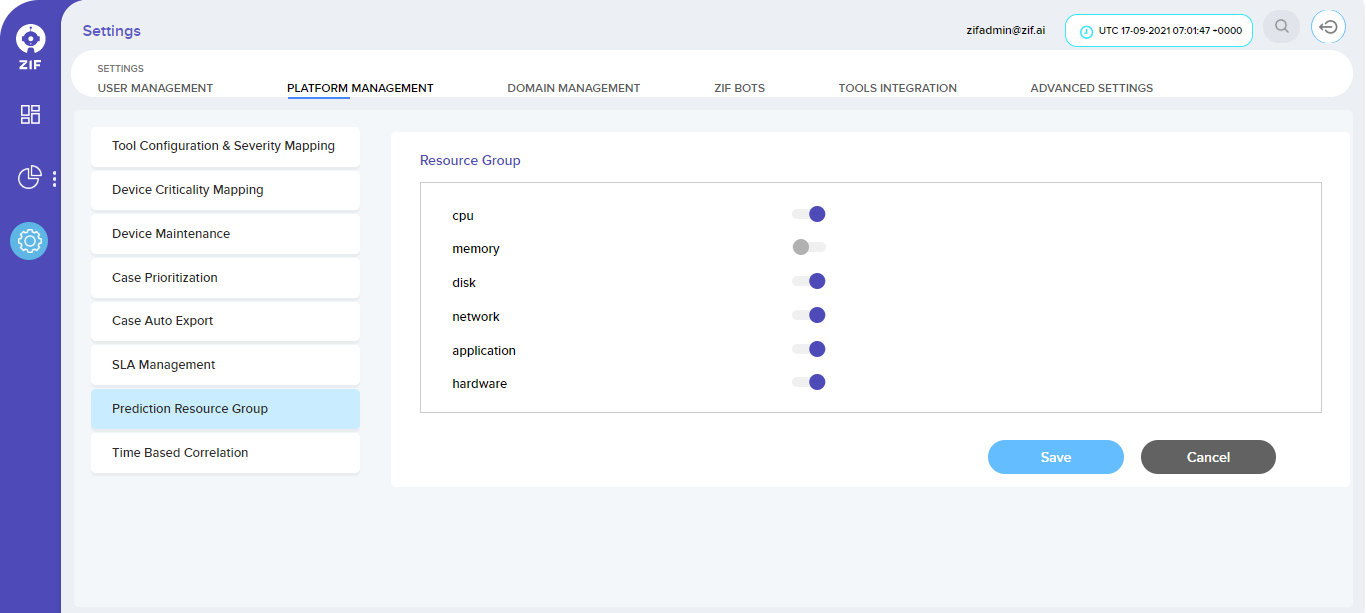 ZIF
Settings
zifadmin@zif.ai
UTC 17-09-2021 07:01:47 +0000
SETTINGS
USER MANAGEMENT
PLATFORM MANAGEMENT
DOMAIN MANAGEMENT
ZIF BOTS
TOOLS INTEGRATION
ADVANCED SETTINGS
Tool Configuration & Severity Mapping
Device Criticality Mapping
Device Maintenance
Case Prioritization
Case Auto Export
SLA Management
Prediction Resource Group
Time Based Correlation
Resource Group
cpu
memory
disk
network
application
hardware
Save
Cancel